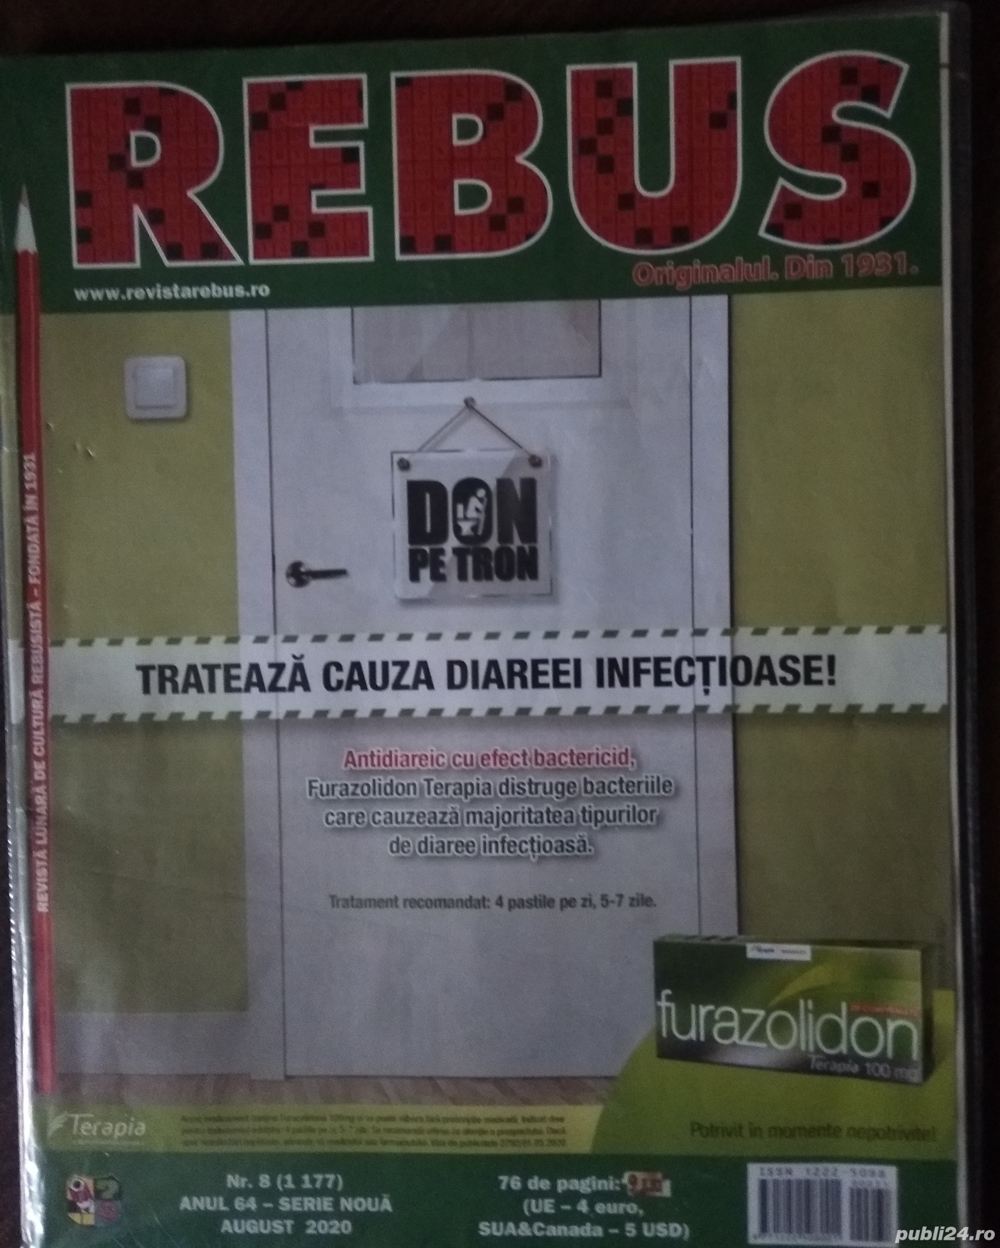 REBUS
Originalul. Din 1931.
www.revistarebus.ro
REVISTĂ LUNARĂ DE CULTURĂ REBUSISTĂ - FONDATĂ ÎN 1931
DON
PE TRON
TRATEAZĂ CAUZA DIAREEI INFECȚIOASE!
Antidiareic cu efect bactericid,
Furazolidon Terapia distruge bacteriile
care cauzează majoritatea tipurilor
de diaree infecțioasă.
Tratament recomandat: 4 pastile pe zi, 5-7 zile.
furazolidon
Terapia 100 mg
Terapia
Potrivit în momente nepotrivite!
Nr. 8 (1 177)
ANUL 64 – SERIE NOUĂ
AUGUST 2020
76 de pagini:
(UE – 4 euro,
SUA&Canada – 5 USD)
ISSN 1222-5098
publi24.ro